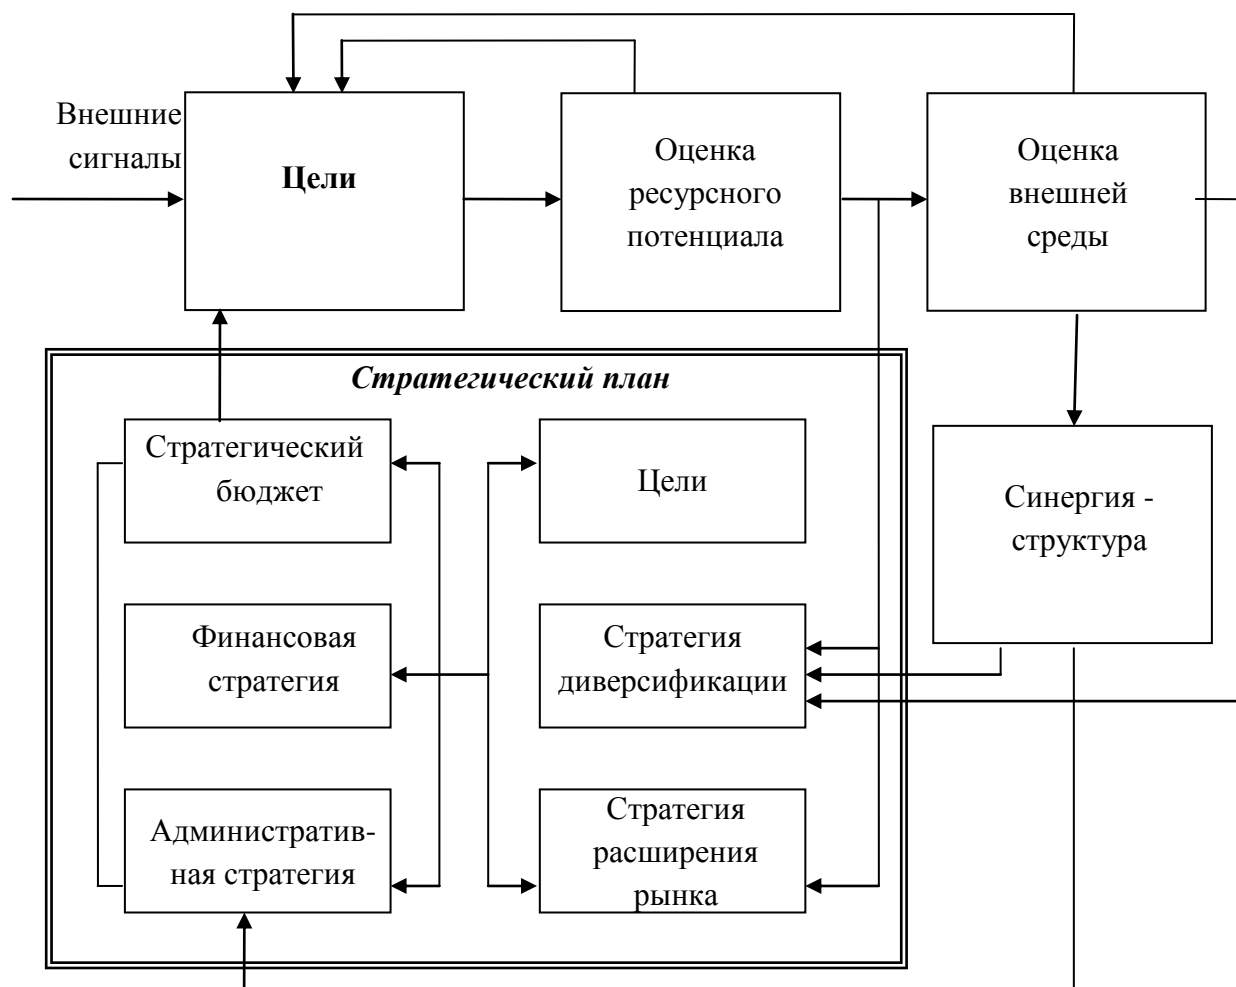 Внешние
сигналы
Цели
Оценка
ресурсного
потенциала
Оценка
внешней
среды
Стратегический план
Стратегический
бюджет
Цели
Синергия -
структура
Финансовая
стратегия
Стратегия
диверсификации
Административ-
ная стратегия
Стратегия
расширения
рынка